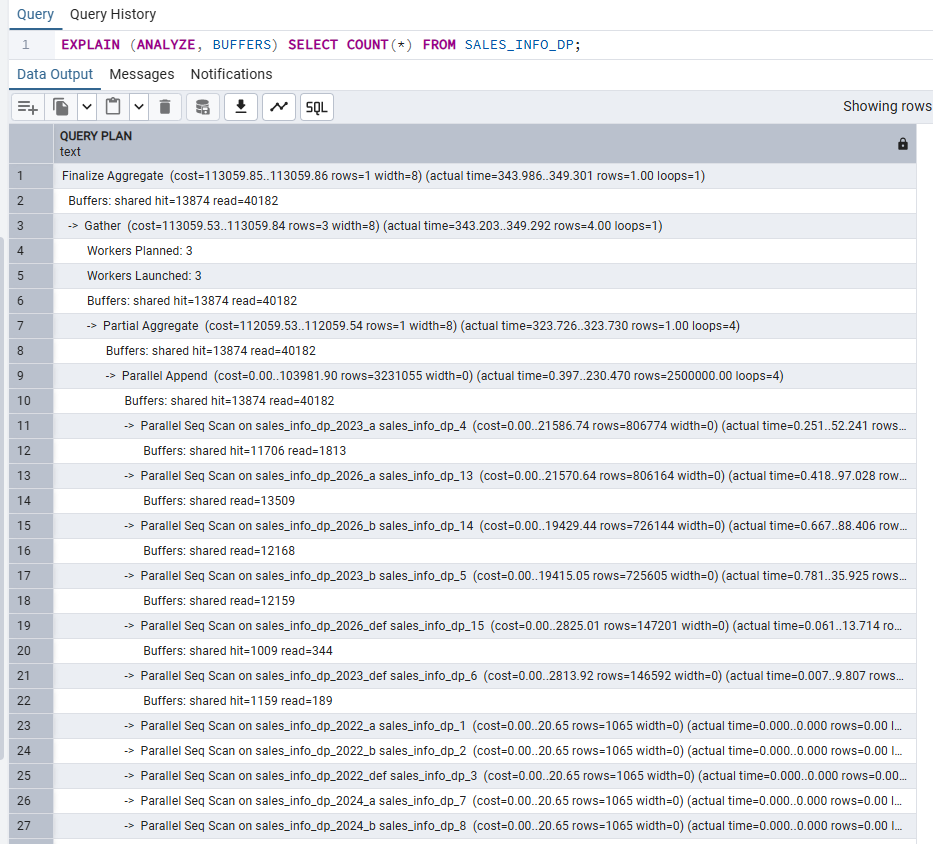 Query Query History
1 EXPLAIN (ANALYZE, BUFFERS) SELECT COUNT(*) FROM SALES_INFO_DP;
Data Output Messages Notifications
SQL Showing rows
QUERY PLAN
text
1 Finalize Aggregate (cost=113059.85..113059.86 rows=1 width=8) (actual time=343.986..349.301 rows=1.00 loops=1)
2 Buffers: shared hit=13874 read=40182
3 -> Gather (cost=113059.53..113059.84 rows=3 width=8) (actual time=343.203..349.292 rows=4.00 loops=1)
4 Workers Planned: 3
5 Workers Launched: 3
6 Buffers: shared hit=13874 read=40182
7 -> Partial Aggregate (cost=112059.53..112059.54 rows=1 width=8) (actual time=323.726..323.730 rows=1.00 loops=4)
8 Buffers: shared hit=13874 read=40182
9 -> Parallel Append (cost=0.00..103981.90 rows=3231055 width=0) (actual time=0.397..230.470 rows=2500000.00 loops=4)
10 Buffers: shared hit=13874 read=40182
11 -> Parallel Seq Scan on sales_info_dp_2023_a sales_info_dp_4 (cost=0.00..21586.74 rows=806774 width=0) (actual time=0.251..52.241 rows...
12 Buffers: shared hit=11706 read=1813
13 -> Parallel Seq Scan on sales_info_dp_2026_a sales_info_dp_13 (cost=0.00..21570.64 rows=806164 width=0) (actual time=0.418..97.028 row...
14 Buffers: shared read=13509
15 -> Parallel Seq Scan on sales_info_dp_2026_b sales_info_dp_14 (cost=0.00..19429.44 rows=726144 width=0) (actual time=0.667..88.406 row...
16 Buffers: shared read=12168
17 -> Parallel Seq Scan on sales_info_dp_2023_b sales_info_dp_5 (cost=0.00..19415.05 rows=725605 width=0) (actual time=0.781..35.925 rows...
18 Buffers: shared read=12159
19 -> Parallel Seq Scan on sales_info_dp_2026_def sales_info_dp_15 (cost=0.00..2825.01 rows=147201 width=0) (actual time=0.061..13.714 ro...
20 Buffers: shared hit=1009 read=344
21 -> Parallel Seq Scan on sales_info_dp_2023_def sales_info_dp_6 (cost=0.00..2813.92 rows=146592 width=0) (actual time=0.007..9.807 rows...
22 Buffers: shared hit=1159 read=189
23 -> Parallel Seq Scan on sales_info_dp_2022_a sales_info_dp_1 (cost=0.00..20.65 rows=1065 width=0) (actual time=0.000..0.000 rows=0.00 l...
24 -> Parallel Seq Scan on sales_info_dp_2022_b sales_info_dp_2 (cost=0.00..20.65 rows=1065 width=0) (actual time=0.000..0.000 rows=0.00 l...
25 -> Parallel Seq Scan on sales_info_dp_2022_def sales_info_dp_3 (cost=0.00..20.65 rows=1065 width=0) (actual time=0.000..0.000 rows=0.00...
26 -> Parallel Seq Scan on sales_info_dp_2024_a sales_info_dp_7 (cost=0.00..20.65 rows=1065 width=0) (actual time=0.000..0.000 rows=0.00 l...
27 -> Parallel Seq Scan on sales_info_dp_2024_b sales_info_dp_8 (cost=0.00..20.65 rows=1065 width=0) (actual time=0.000..0.000 rows=0.00 l...